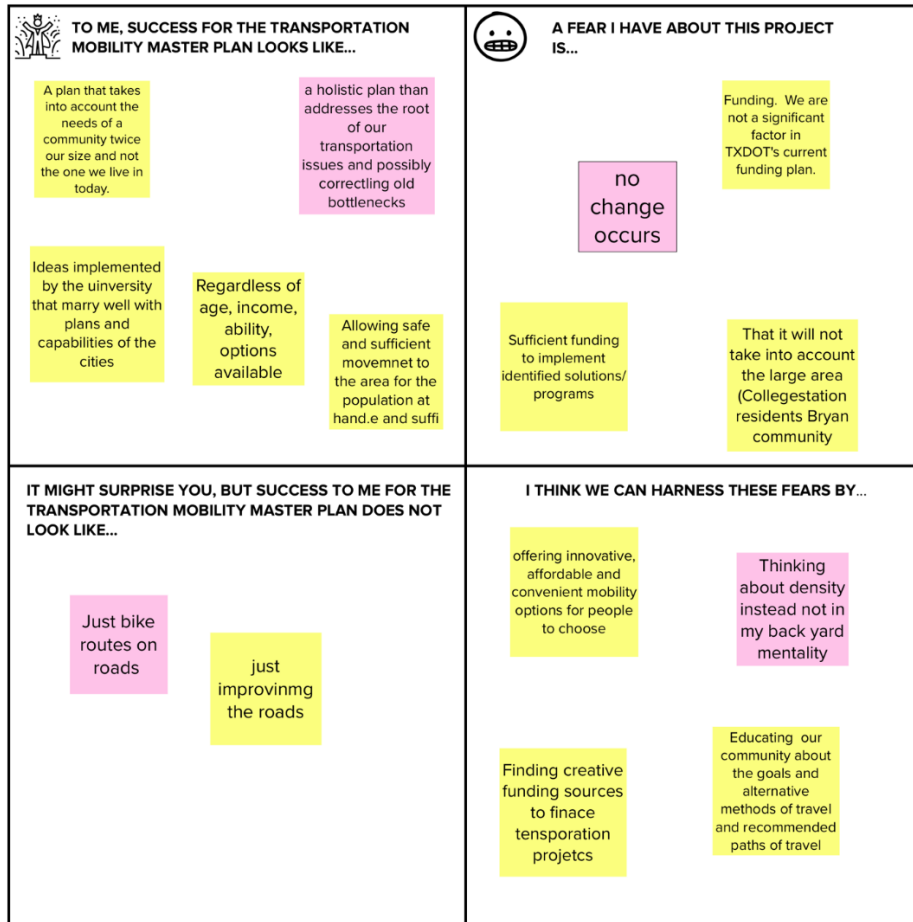 TO ME, SUCCESS FOR THE TRANSPORTATION
MOBILITY MASTER PLAN LOOKS LIKE...
A plan that takes
into account the
needs of a
community twice
our size and not
the one we live in
today.
a holistic plan than
addresses the root
of our
transportation
issues and possibly
correctling old
bottlenecks
Ideas implemented
by the uinversity
that marry well with
plans and
capabilities of the
cities
Regardless of
age, income,
ability,
options
available
Allowing safe
and sufficient
movemnet to
the area for the
population at
hand.e and suffi
A FEAR I HAVE ABOUT THIS PROJECT
IS...
Funding. We are
not a significant
factor in
TXDOT's current
funding plan.
no
change
occurs
Sufficient funding
to implement
identified solutions/
programs
That it will not
take into account
the large area
(Collegestation
residents Bryan
community
IT MIGHT SURPRISE YOU, BUT SUCCESS TO ME FOR THE
TRANSPORTATION MOBILITY MASTER PLAN DOES NOT
LOOK LIKE...
Just bike
routes on
roads
just
improvinmg
the roads
I THINK WE CAN HARNESS THESE FEARS BY...
offering innovative,
affordable and
convenient mobility
options for people
to choose
Thinking
about density
instead not in
my back yard
mentality
Finding creative
funding sources
to finace
tensporation
projetcs
Educating our
community about
the goals and
alternative
methods of travel
and recommended
paths of travel